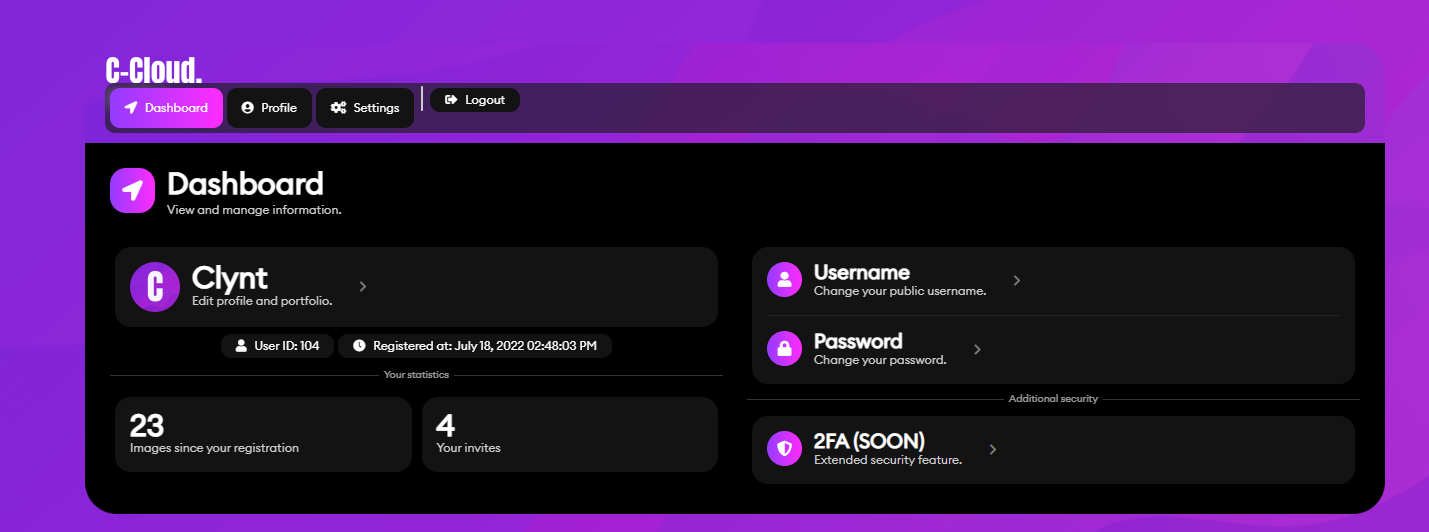 C-Cloud.
Dashboard
Profile
Settings
Logout
Dashboard
View and manage information.
C
Clynt
Edit profile and portfolio.
User ID: 104
Registered at: July 18, 2022 02:48:03 PM
Your statistics
23
Images since your registration
4
Your invites
Username
Change your public username.
Password
Change your password.
Additional security
2FA (SOON)
Extended security feature.